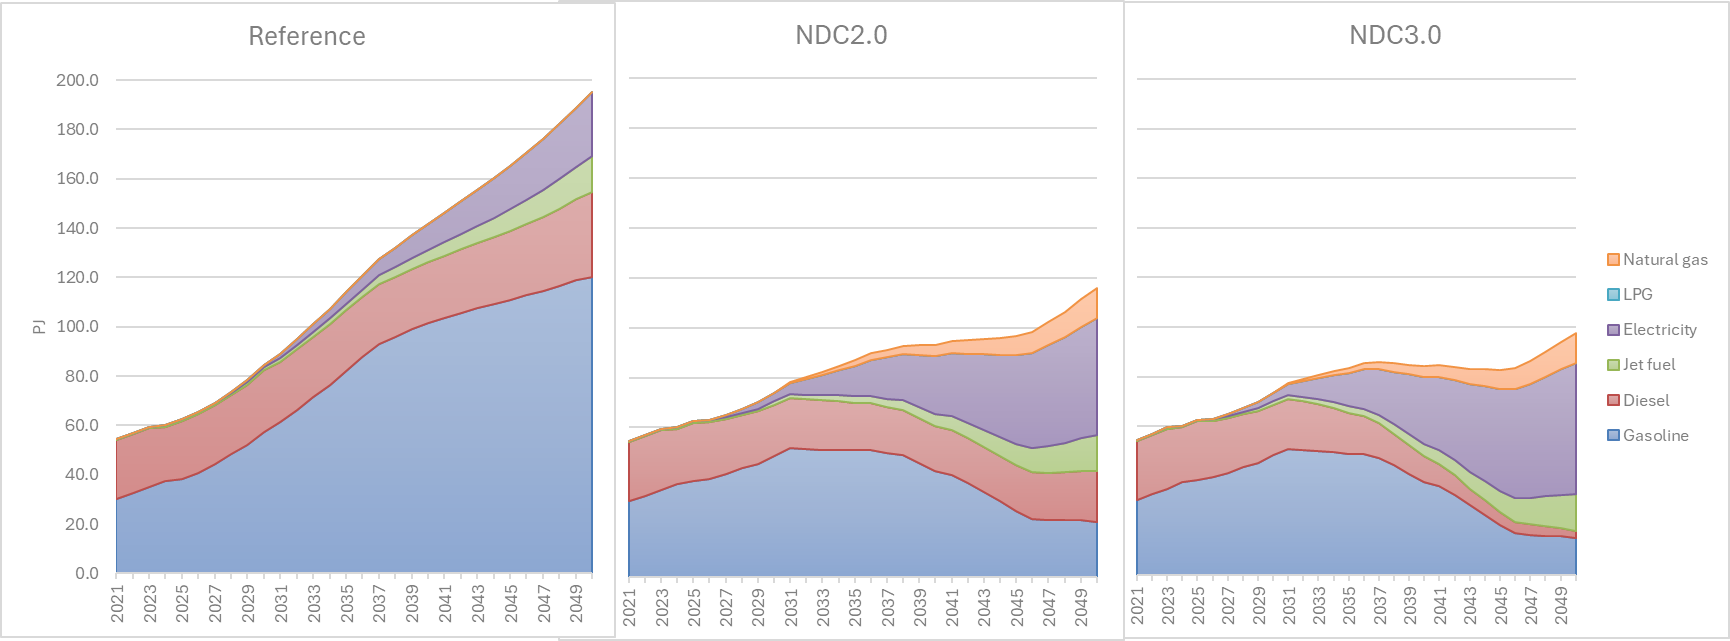 Reference
NDC2.0
NDC3.0
200.0
180.0
160.0
140.0
120.0
100.0
80.0
60.0
40.0
20.0
0.0
PJ
2021 2023 2025 2027 2029 2031 2033 2035 2037 2039 2041 2043 2045 2047 2049
2021 2023 2025 2027 2029 2031 2033 2035 2037 2039 2041 2043 2045 2047 2049
2021 2023 2025 2027 2029 2031 2033 2035 2037 2039 2041 2043 2045 2047 2049
Natural gas
LPG
Electricity
Jet fuel
Diesel
Gasoline